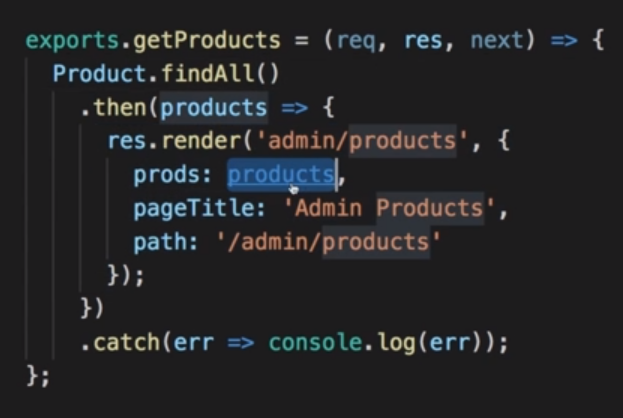 exports.getProducts = (req, res, next) => {
  Product.findAll()
    .then(products => {
      res.render('admin/products', {
        prods: products,
        pageTitle: 'Admin Products',
        path: '/admin/products'
      });
    })
    .catch(err => console.log(err));
};